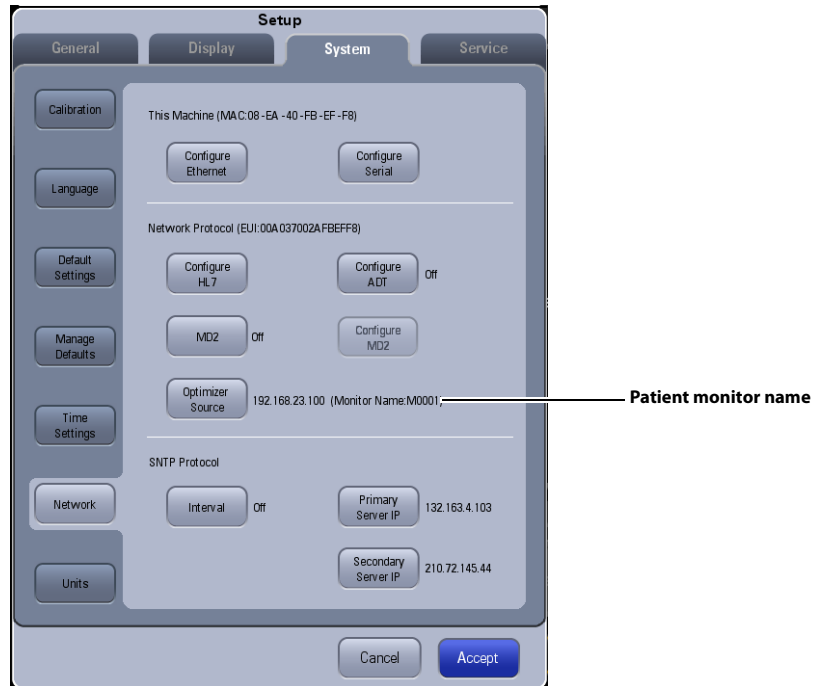 Setup
General
Display
System
Service
Calibration
Language
Default
Settings
Manage
Defaults
Time
Settings
Network
Units
This Machine (MAC:08-EA-40-FB-EF-F8)
Configure
Ethernet
Configure
Serial
Network Protocol (EUI:00A037002AFBEFF8)
Configure
HL7
Configure
ADT
Off
MD2
Off
Configure
MD2
Optimizer
Source
192.168.23.100 (Monitor Name:M0001)
Patient monitor name
SNTP Protocol
Interval
Off
Primary
Server IP
132.163.4.103
Secondary
Server IP
210.72.145.44
Cancel
Accept